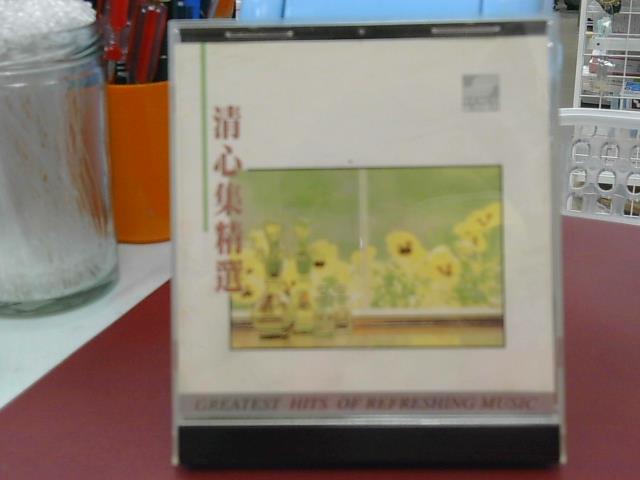 清心集精選
GREATEST HITS OF REFRESHING MUSIC